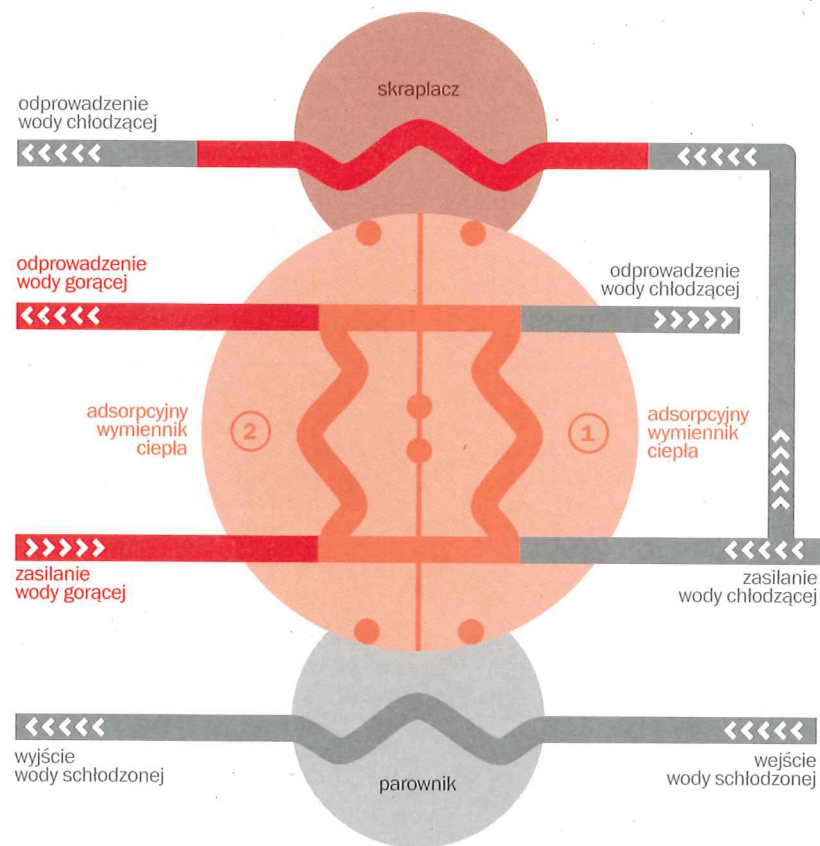 skraplacz
odprowadzenie
wody chłodzącej
odprowadzenie
wody gorącej
odprowadzenie
wody chłodzącej
adsorpcyjny
wymiennik
ciepła
2
1
adsorpcyjny
wymiennik
ciepła
zasilanie
wody gorącej
zasilanie
wody chłodzącej
wyjście
wody schłodzonej
parownik
wejście
wody schłodzonej